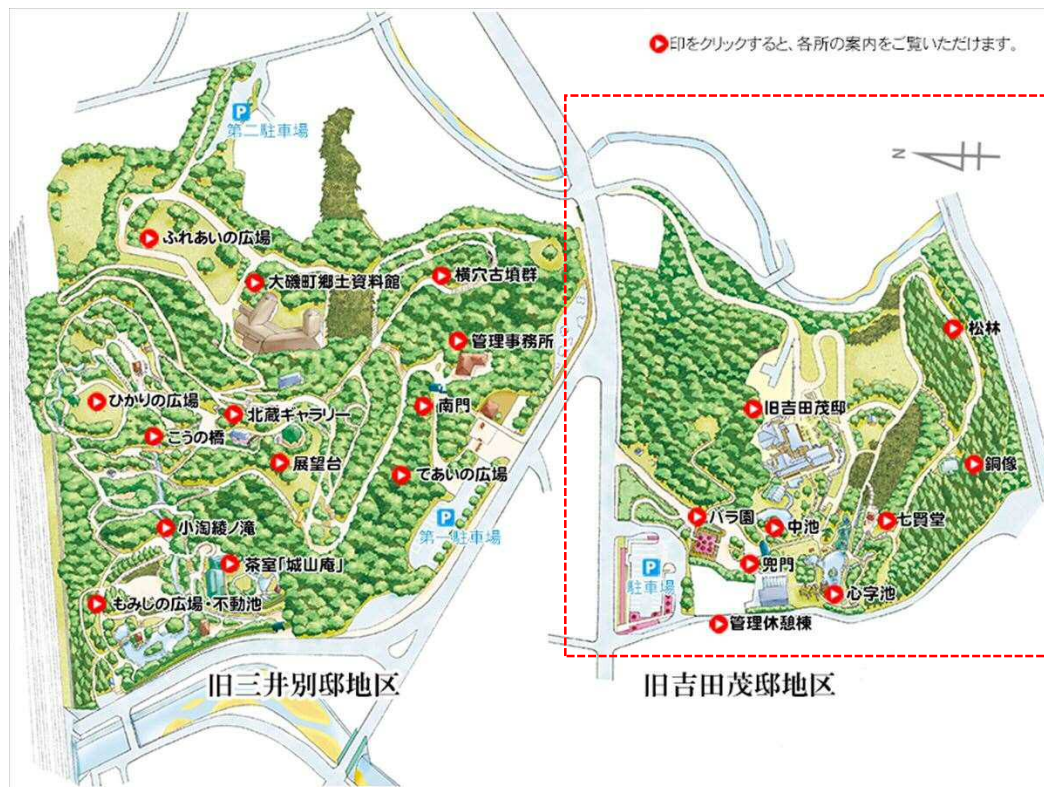 印をクリックすると、各所の案内をご覧いただけます。
P
第二駐車場
N
ふれあいの広場
大磯町郷土資料館
横穴古墳群
管理事務所
ひかりの広場
北蔵ギャラリー
南門
こうの橋
展望台
であいの広場
小淘綾ノ滝
P
第一駐車場
茶室「城山庵」
もみじの広場・不動池
旧三井別邸地区
松林
旧吉田茂邸
銅像
バラ園
中池
七賢堂
兜門
P
駐車場
心字池
管理休憩棟
旧吉田茂邸地区